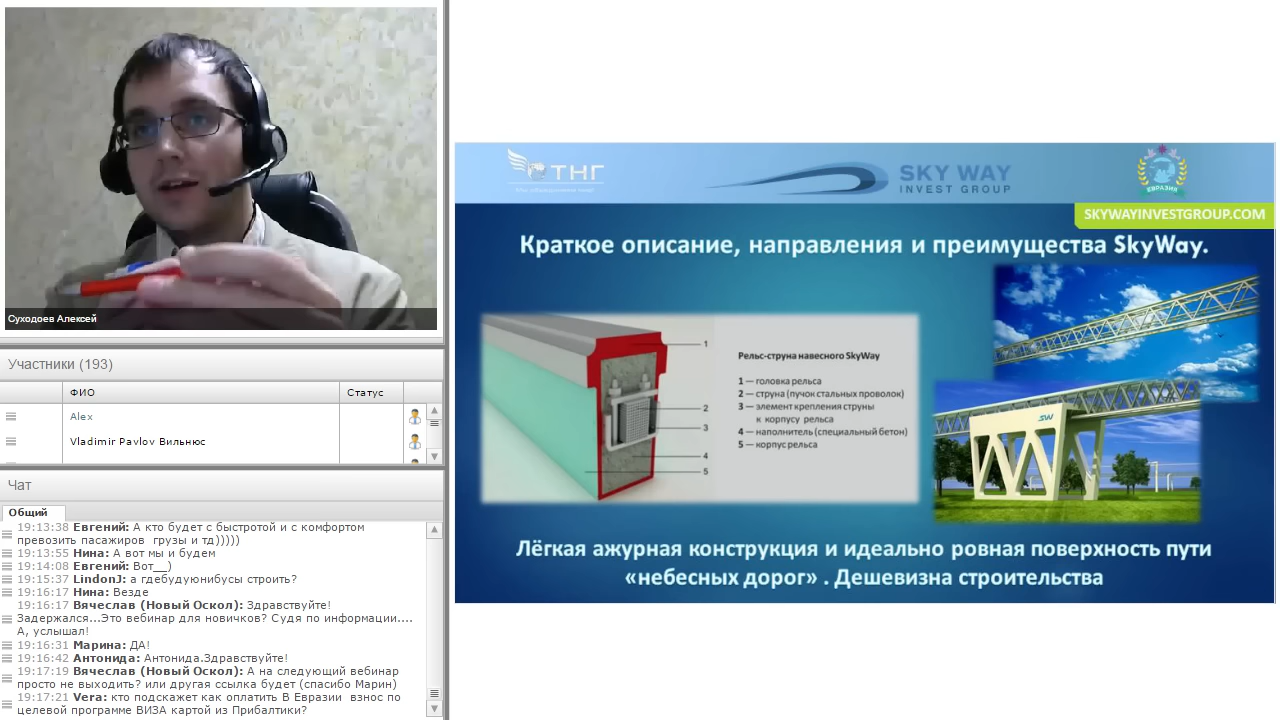 Суходоев Алексей
Участники (193)
ФИО
Статус
Alex
Vladimir Pavlov Вильнюс
Чат
Общий
19:13:38 Евгений: А кто будет с быстротой и с комфортом
превозить пасажиров грузы и тд)))))
19:13:55 Нина: А вот мы и будем
19:14:08 Евгений: Вот__)
19:15:37 LindonJ: а гдебудуюнибусы строить?
19:16:17 Нина: Везде
19:16:17 Вячеслав (Новый Оскол): Здравствуйте!
Задержался...Это вебинар для новичков? Судя по информации....
А, услышал!
19:16:31 Марина: ДА!
19:16:42 Антонида: Антонида.Здравствуйте!
19:17:19 Вячеслав (Новый Оскол): А на следующий вебинар
просто не выходить? или другая ссылка будет (спасибо Марин)
19:17:21 Vera: кто подскажет как оплатить В Евразии взнос по
целевой программе ВИЗА картой из Прибалтики?
ТНГ
SKY WAY
INVEST GROUP
ЕВРАЗИЯ
SKYWAYINVESTGROUP.COM
Краткое описание, направления и преимущества SkyWay.
1
2
3
4
5
Рельс-струна навесного SkyWay
1 — головка рельса
2 — струна (пучок стальных проволок)
3 — элемент крепления струны
к корпусу рельса
4 — наполнитель (специальный бетон)
5 — корпус рельса
SW
Лёгкая ажурная конструкция и идеально ровная поверхность пути
«небесных дорог» . Дешевизна строительства